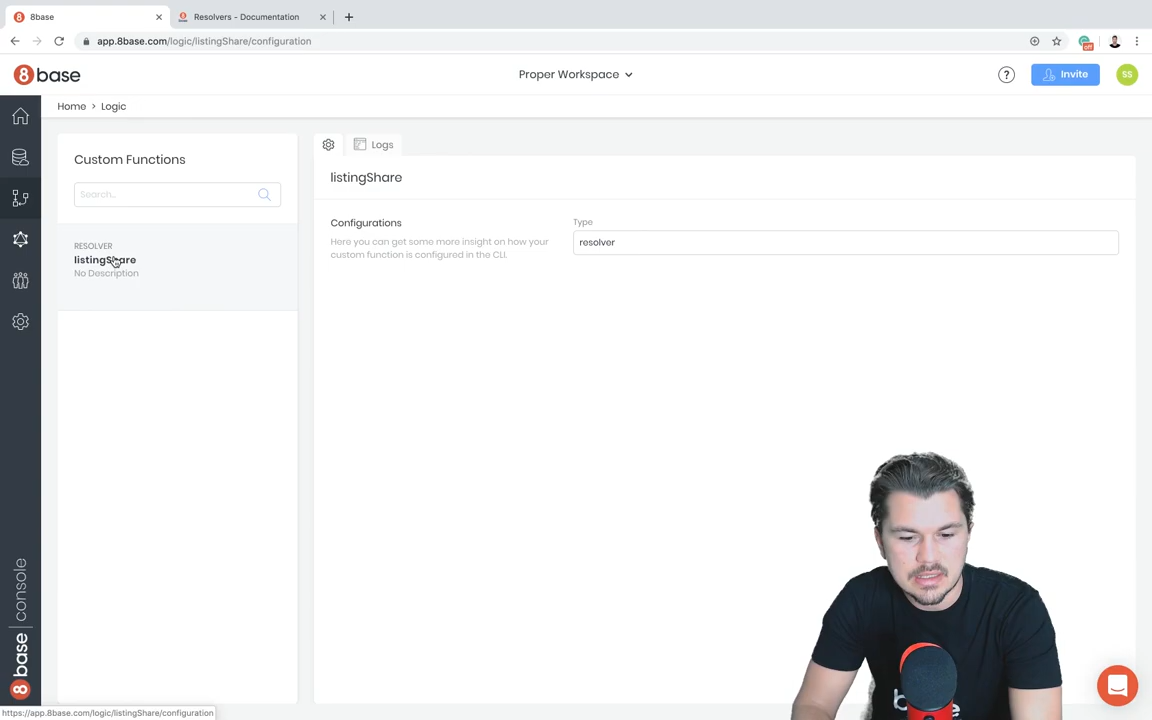 8base
Resolvers - Documentation
app.8base.com/logic/listingShare/configuration
off
8base
Proper Workspace
?
Invite
SS
Home > Logic
Custom Functions
Search...
RESOLVER
listingShare
No Description
Logs
listingShare
Configurations
Here you can get some more insight on how your
custom function is configured in the CLI.
Type
resolver
8base console
https://app.8base.com/logic/listingShare/configuration